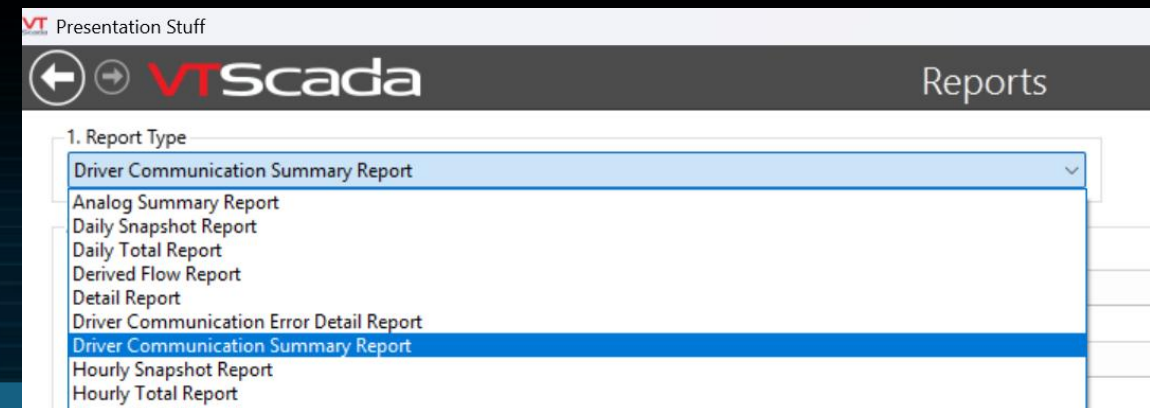 VT Scada Presentation Stuff
VTScada Reports
1. Report Type
Driver Communication Summary Report
Analog Summary Report
Daily Snapshot Report
Daily Total Report
Derived Flow Report
Detail Report
Driver Communication Error Detail Report
Driver Communication Summary Report
Hourly Snapshot Report
Hourly Total Report